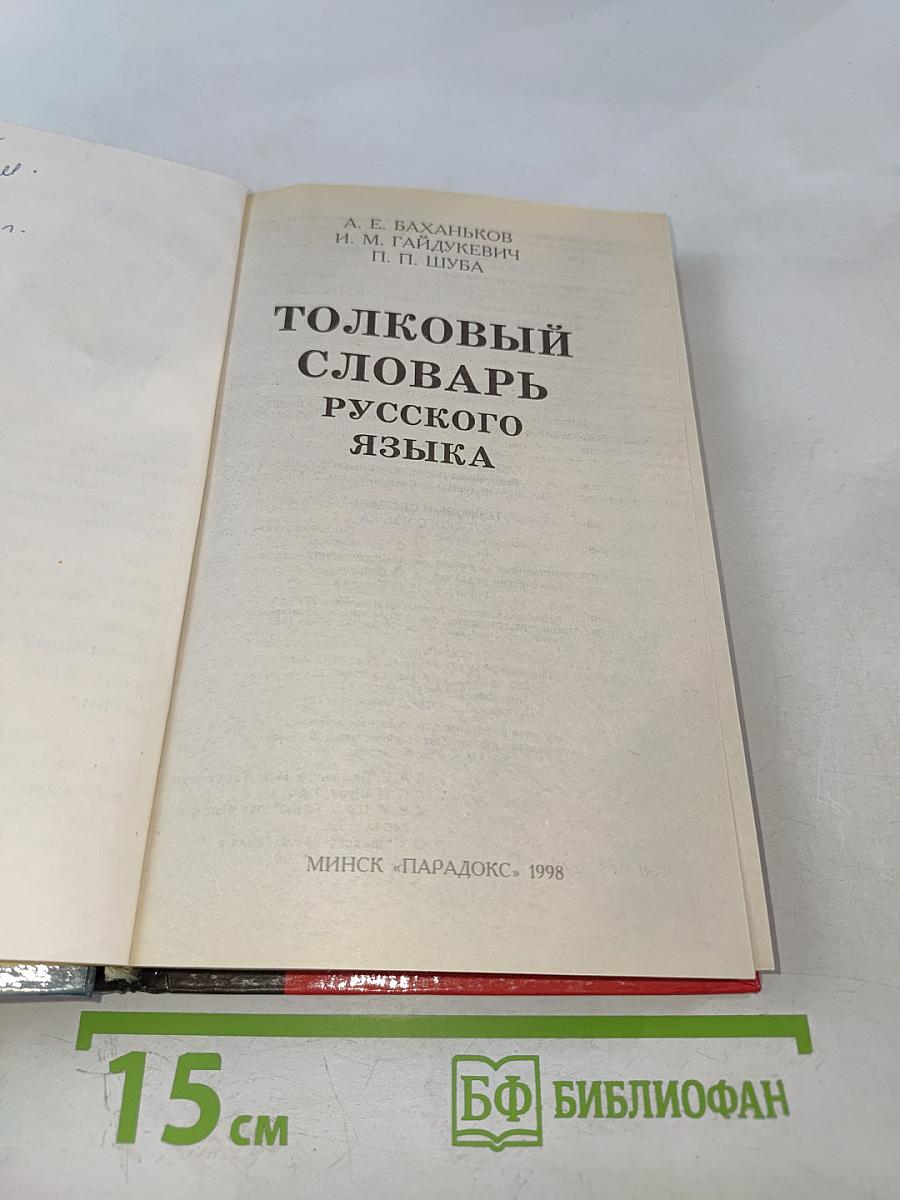 А. Е. БАХАНЬКОВ
И. М. ГАЙДУКЕВИЧ
П. П. ШУБА
ТОЛКОВЫЙ
СЛОВАРЬ
РУССКОГО
ЯЗЫКА
МИНСК «ПАРАДОКС» 1998
15 см
БФ БИБЛИОФАН